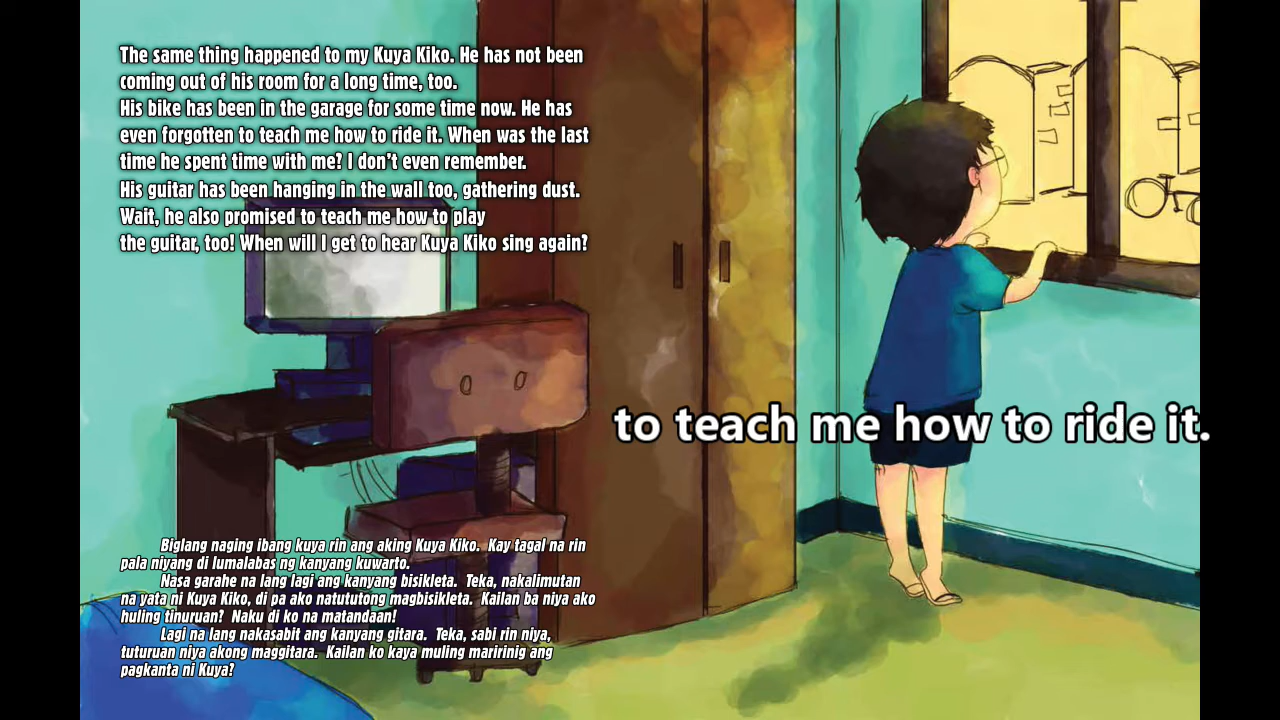 The same thing happened to my Kuya Kiko. He has not been
coming out of his room for a long time, too.
His bike has been in the garage for some time now. He has
even forgotten to teach me how to ride it. When was the last
time he spent time with me? I don't even remember.
His guitar has been hanging in the wall too, gathering dust.
Wait, he also promised to teach me how to play
the guitar, too! When will I get to hear Kuya Kiko sing again?
to teach me how to ride it.
Biglang naging ibang kuya rin ang aking Kuya Kiko. Kay tagal na rin
pala niyang di lumalabas ng kanyang kuwarto.
Nasa garahe na lang lagi ang kanyang bisikleta. Teka, nakalimutan
na yata ni Kuya Kiko, di pa ako natututong magbisikleta. Kailan ba niya ako
huling tinuruan? Naku di ko na matandaan!
Lagi na lang nakasabit ang kanyang gitara. Teka, sabi rin niya,
tuturuan niya akong maggitara. Kailan ko kaya muling maririnig ang
pagkanta ni Kuya?